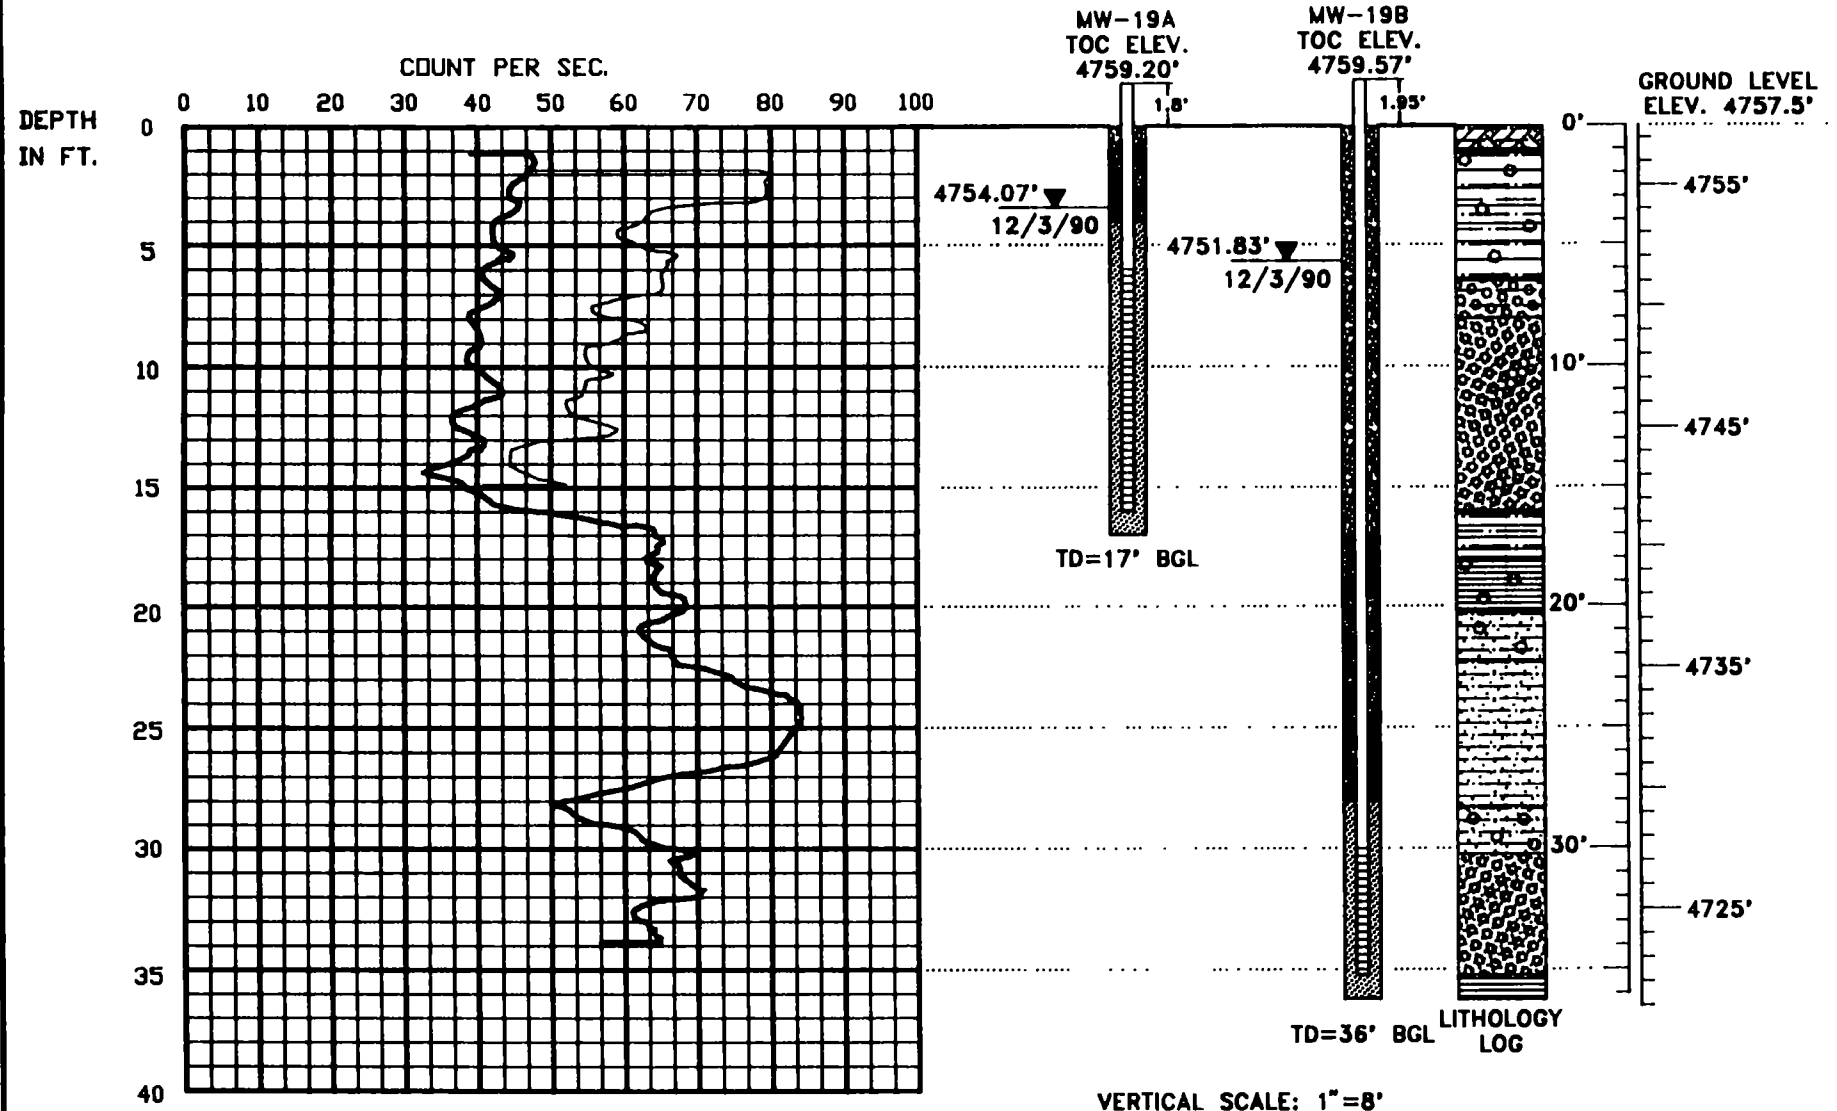 MW-19A
TOC ELEV.
4759.20'
1.8'
MW-19B
TOC ELEV.
4759.57'
1.95'
GROUND LEVEL
ELEV. 4757.5'
COUNT PER SEC.
0 10 20 30 40 50 60 70 80 90 100
DEPTH
IN FT.
0
5
10
15
20
25
30
35
40
4754.07'
12/3/90
4751.83'
12/3/90
TD=17' BGL
TD=36' BGL
0'
10'
20'
30'
4755'
4745'
4735'
4725'
LITHOLOGY
LOG
VERTICAL SCALE: 1"=8'